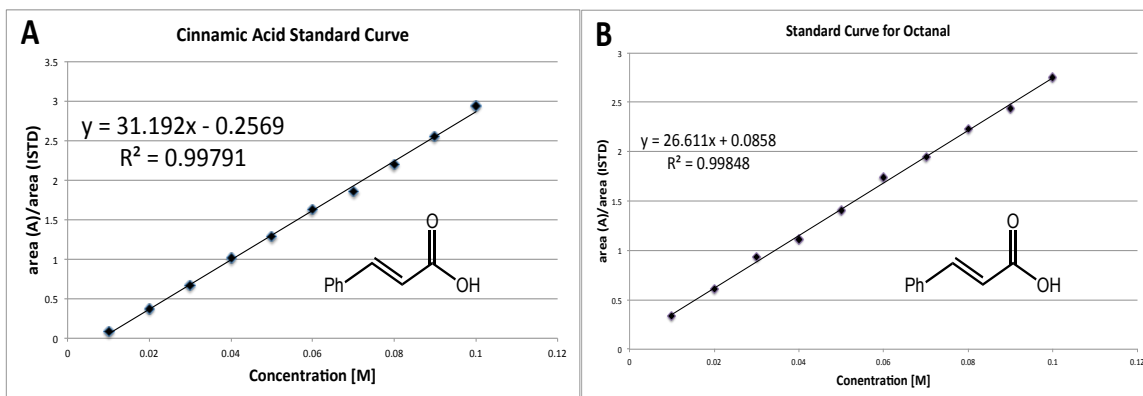 A
Cinnamic Acid Standard Curve
area (A)/area (ISTD)
3.5
3
2.5
2
1.5
1
0.5
0
y = 31.192x - 0.2569
R² = 0.99791
O
Ph
OH
0
0.02
0.04
0.06
0.08
0.1
0.12
Concentration [M]
B
Standard Curve for Octanal
area (A)/area (ISTD)
3
2.5
2
1.5
1
0.5
0
y = 26.611x + 0.0858
R² = 0.99848
O
Ph
OH
0
0.02
0.04
0.06
0.08
0.1
0.12
Conentration [M]